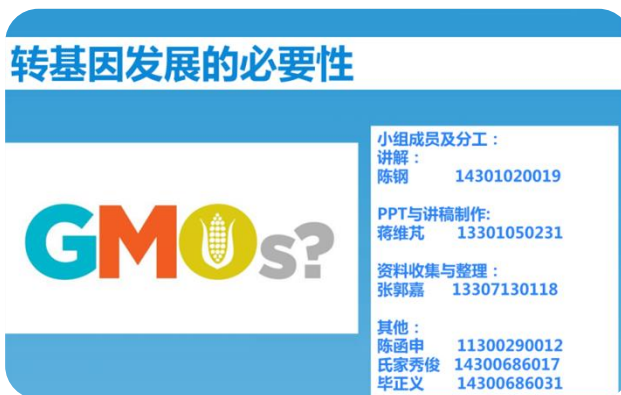 转基因发展的必要性
GMOs?
小组成员及分工：
讲解：
陈钢 14301020019
PPT与讲稿制作:
蒋维芃 13301050231
资料收集与整理：
张郭嘉 13307130118
其他：
陈函申 11300290012
氏家秀俊 14300686017
毕正义 14300686031